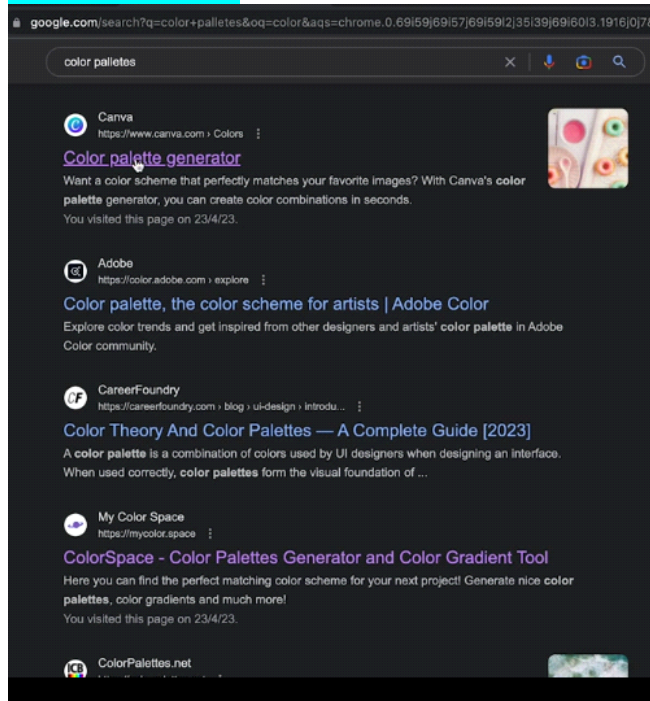 google.com/search?q=color+palletes&oq=color&aqs=chrome.0.69i59j69i57j69i59l2j35i39j69i60l3.1916j0j7&
color palletes
Canva
https://www.canva.com › Colors
Color palette generator
Want a color scheme that perfectly matches your favorite images? With Canva's color
palette generator, you can create color combinations in seconds.
You visited this page on 23/4/23.
Adobe
https://color.adobe.com › explore
Color palette, the color scheme for artists | Adobe Color
Explore color trends and get inspired from other designers and artists' color palette in Adobe
Color community.
CF
CareerFoundry
https://careerfoundry.com › blog › ui-design › introdu...
Color Theory And Color Palettes — A Complete Guide [2023]
A color palette is a combination of colors used by UI designers when designing an interface.
When used correctly, color palettes form the visual foundation of ...
My Color Space
https://mycolor.space
ColorSpace - Color Palettes Generator and Color Gradient Tool
Here you can find the perfect matching color scheme for your next project! Generate nice color
palettes, color gradients and much more!
You visited this page on 23/4/23.
JCB
ColorPalettes.net